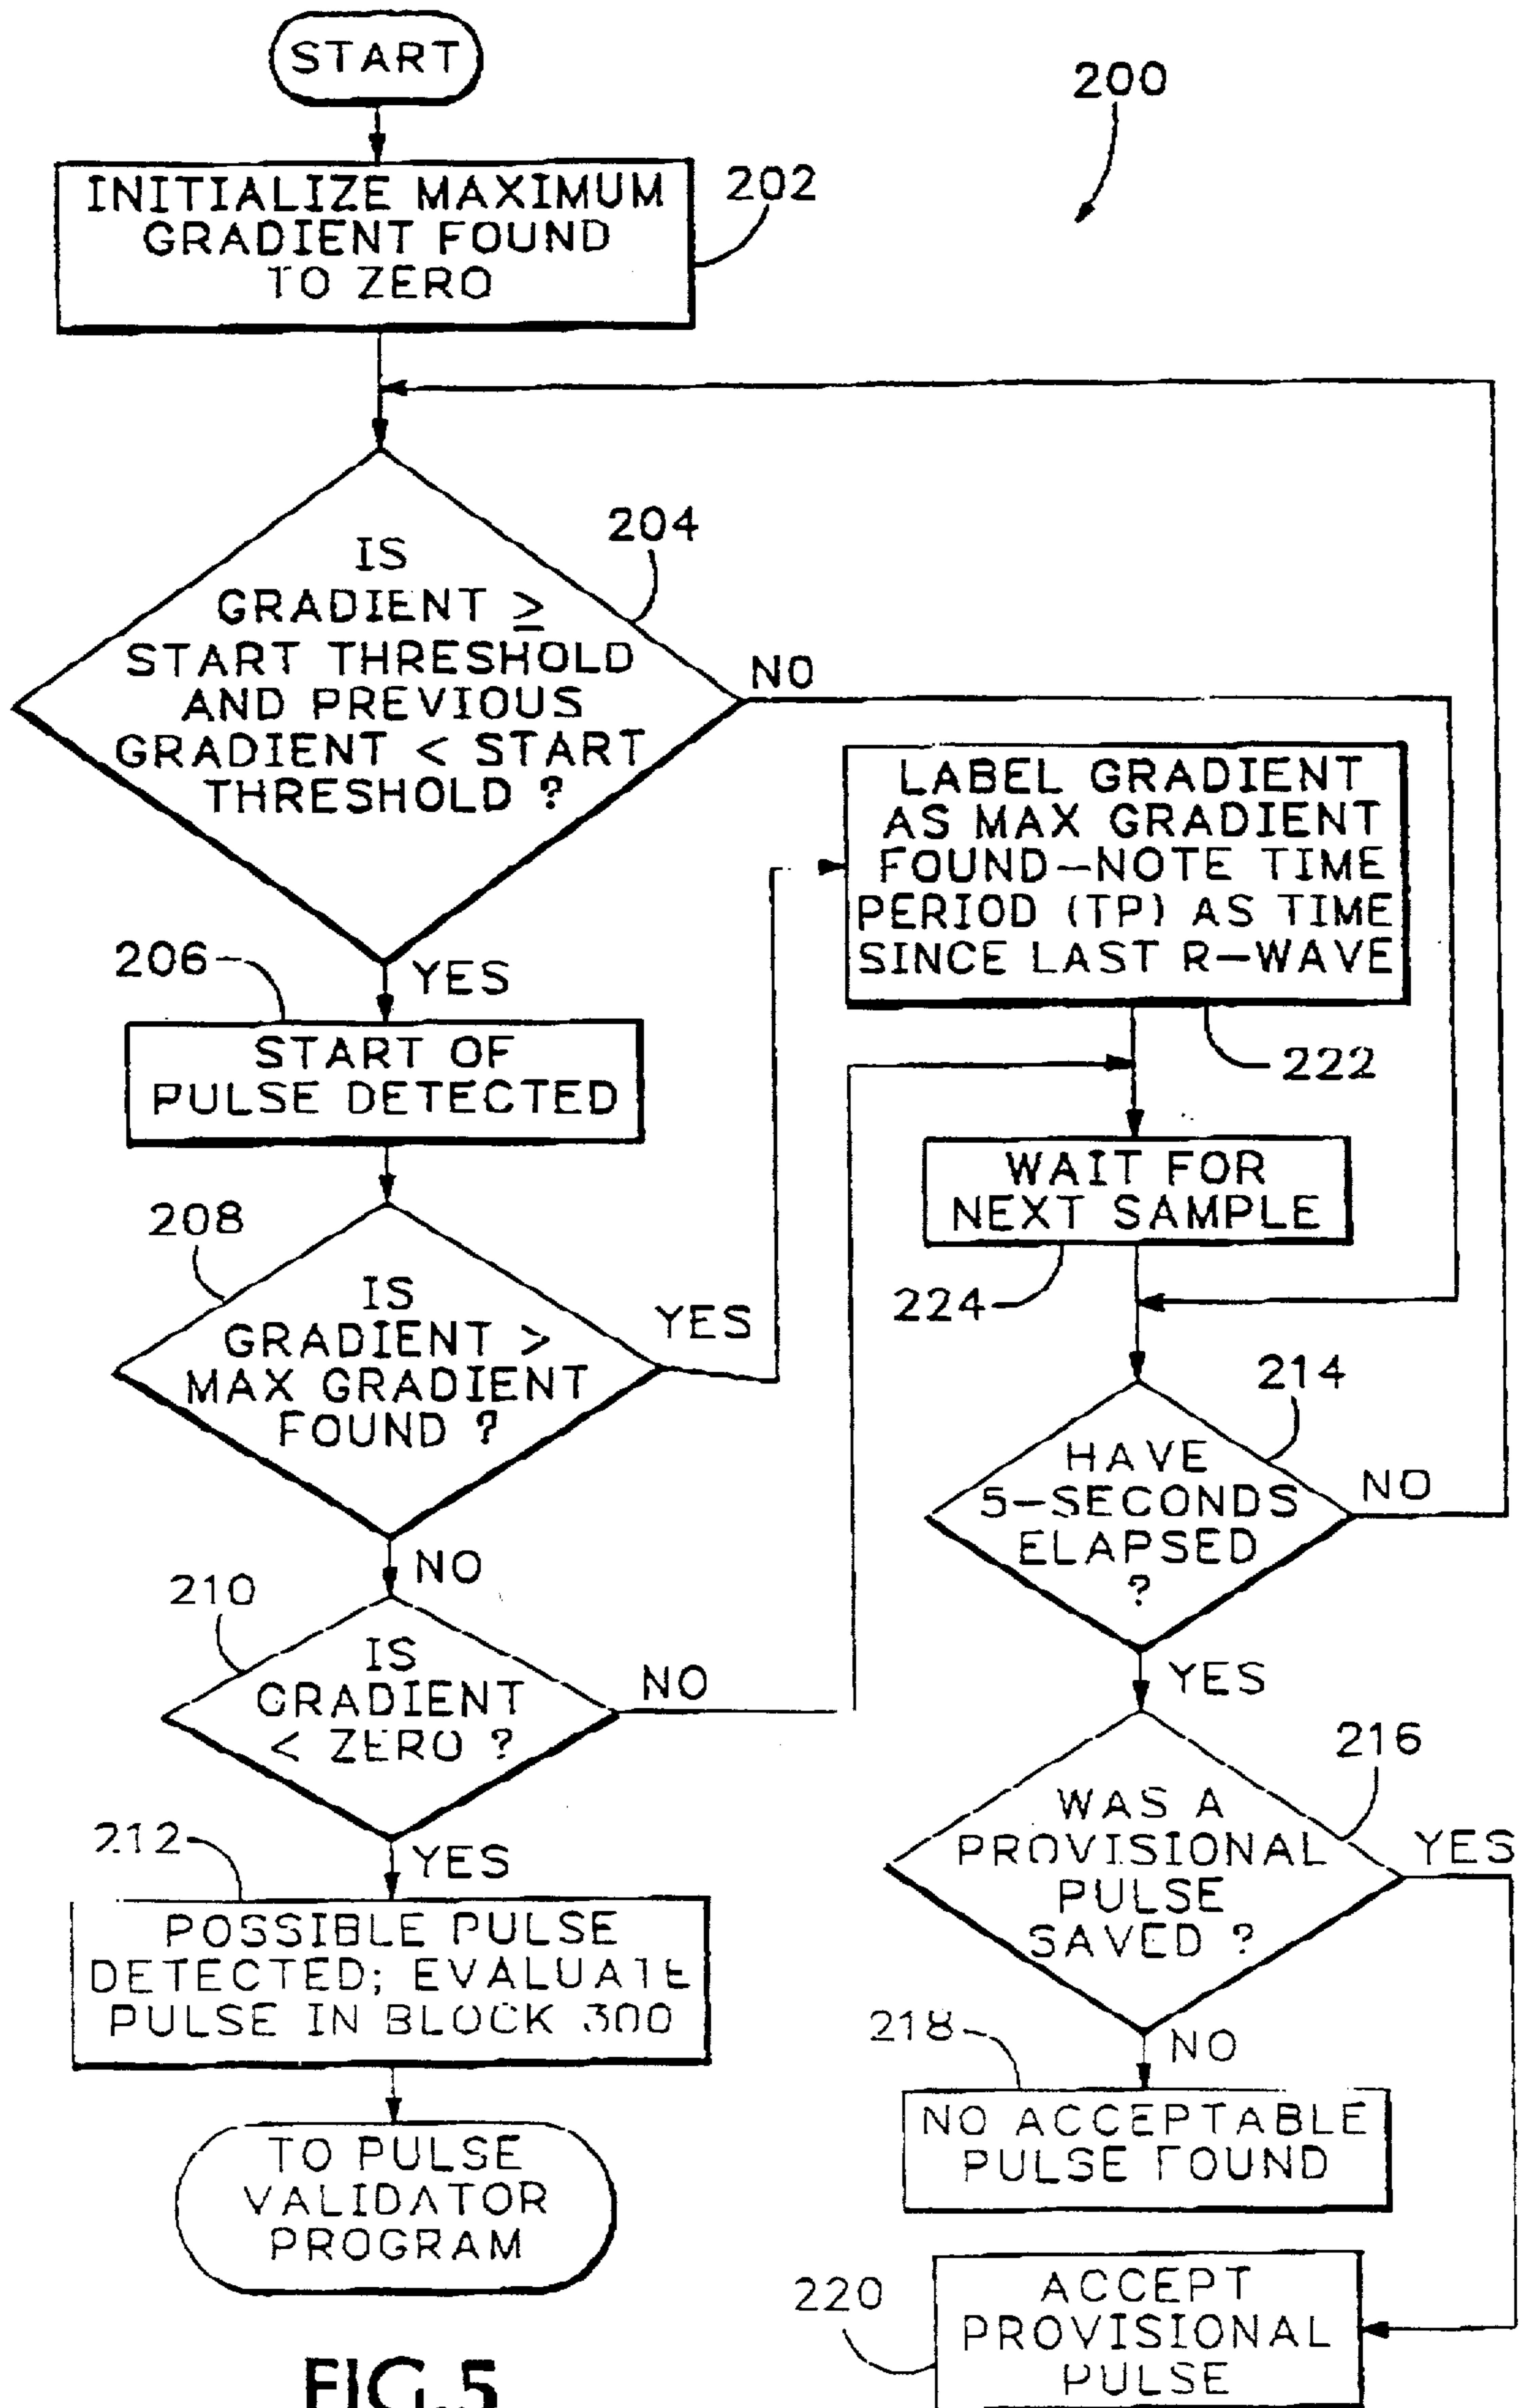 START
200
INITIALIZE MAXIMUM
GRADIENT FOUND
TO ZERO
202
IS
GRADIENT ≥
START THRESHOLD
AND PREVIOUS
GRADIENT < START
THRESHOLD ?
204
NO
YES
206
START OF
PULSE DETECTED
208
IS
GRADIENT >
MAX GRADIENT
FOUND ?
YES
NO
210
IS
GRADIENT
< ZERO ?
NO
YES
212
POSSIBLE PULSE
DETECTED; EVALUATE
PULSE IN BLOCK 300
TO PULSE
VALIDATOR
PROGRAM
LABEL GRADIENT
AS MAX GRADIENT
FOUND—NOTE TIME
PERIOD (TP) AS TIME
SINCE LAST R—WAVE
222
WAIT FOR
NEXT SAMPLE
224
214
HAVE
5—SECONDS
ELAPSED
?
NO
YES
216
WAS A
PROVISIONAL
PULSE
SAVED ?
YES
NO
218
NO ACCEPTABLE
PULSE FOUND
220
ACCEPT
PROVISIONAL
PULSE
FIG.5